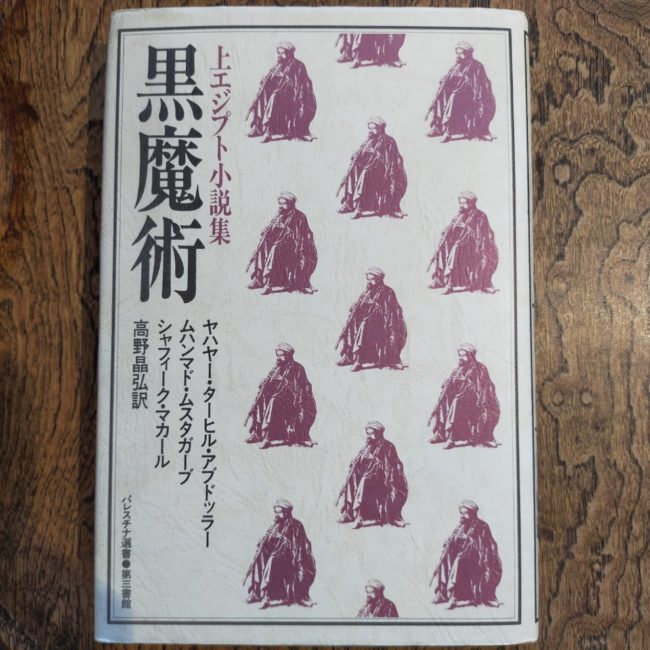 上エジプト小説集
黒魔術
ヤハヤー・ターヒル・アブドッラー
ムハンマド・ムスタガーブ
シャフィーク・マカール
高野晶弘訳
パレスチナ選書●第三書館